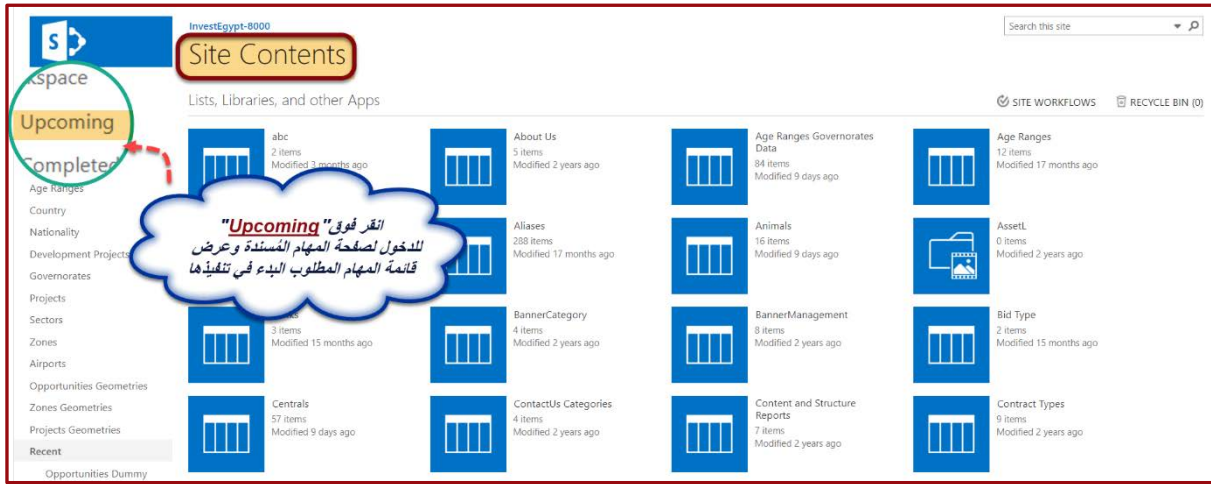 InvestEgypt-8000
Search this site
Site Contents
Upcoming
Completed
Age Ranges
Country
Nationality
Development Projects
Governorates
Projects
Sectors
Zones
Airports
Opportunities Geometries
Zones Geometries
Projects Geometries
Recent
Opportunities Dummy
Lists, Libraries, and other Apps
SITE WORKFLOWS
RECYCLE BIN (0)
abc
2 items
Modified 3 months ago
About Us
5 items
Modified 2 years ago
Age Ranges Governorates
Data
84 items
Modified 9 days ago
Age Ranges
12 items
Modified 17 months ago
انقر فوق "Upcoming"
للدخول لصفحة المهام المُسندة وعرض
قائمة المهام المطلوب البدء في تنفيذها
Aliases
288 items
Modified 17 months ago
Animals
16 items
Modified 9 days ago
AssetL
0 items
Modified 2 years ago
3 items
Modified 15 months ago
BannerCategory
4 items
Modified 2 years ago
BannerManagement
8 items
Modified 2 years ago
Bid Type
2 items
Modified 15 months ago
Centrals
57 items
Modified 9 days ago
ContactUs Categories
4 items
Modified 2 years ago
Content and Structure
Reports
7 items
Modified 2 years ago
Contract Types
9 items
Modified 2 years ago